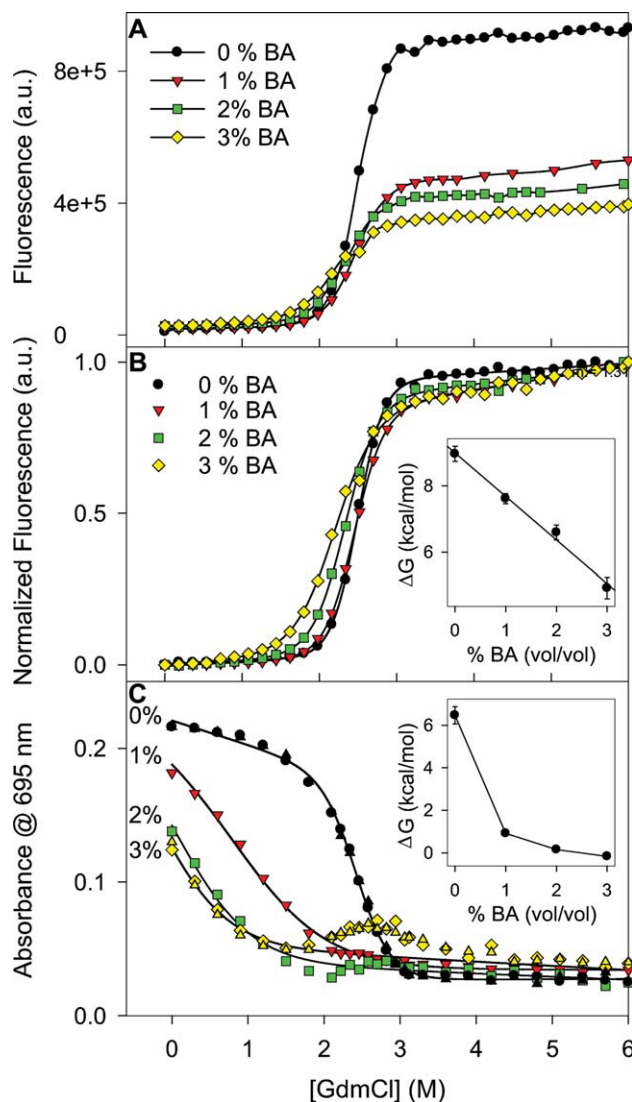 A
0 % BA
1 % BA
2% BA
3% BA
8e+5
4e+5
0
Fluorescence (a.u.)
B
0 % BA
1 % BA
2 % BA
3 % BA
1.0
0.5
0.0
Normalized Fluorescence (a.u.)
8
6
ΔG (kcal/mol)
0 1 2 3
% BA (vol/vol)
C
0%
1%
2%
3%
0.2
0.1
0.0
Absorbance @ 695 nm
6
4
2
0
ΔG (kcal/mol)
0 1 2 3
% BA (vol/vol)
0 1 2 3 4 5 6
[GdmCl] (M)